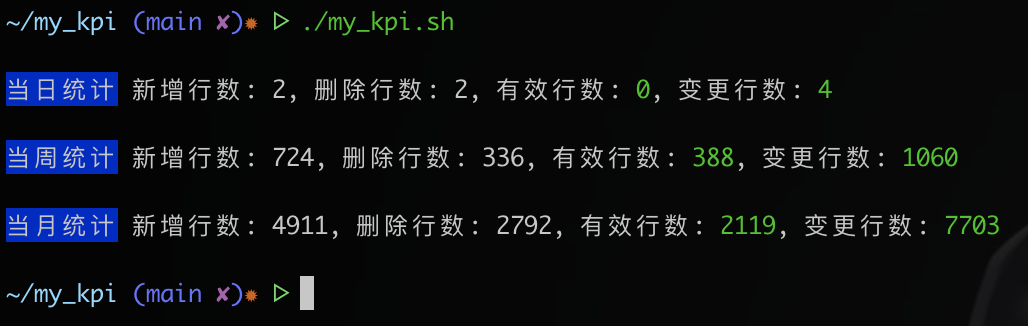 ~/my_kpi (main ✘)✹ ▷ ./my_kpi.sh
当日统计 新增行数: 2, 删除行数: 2, 有效行数: 0, 变更行数: 4
当周统计 新增行数: 724, 删除行数: 336, 有效行数: 388, 变更行数: 1060
当月统计 新增行数: 4911, 删除行数: 2792, 有效行数: 2119, 变更行数: 7703
~/my_kpi (main ✘)✹ ▷